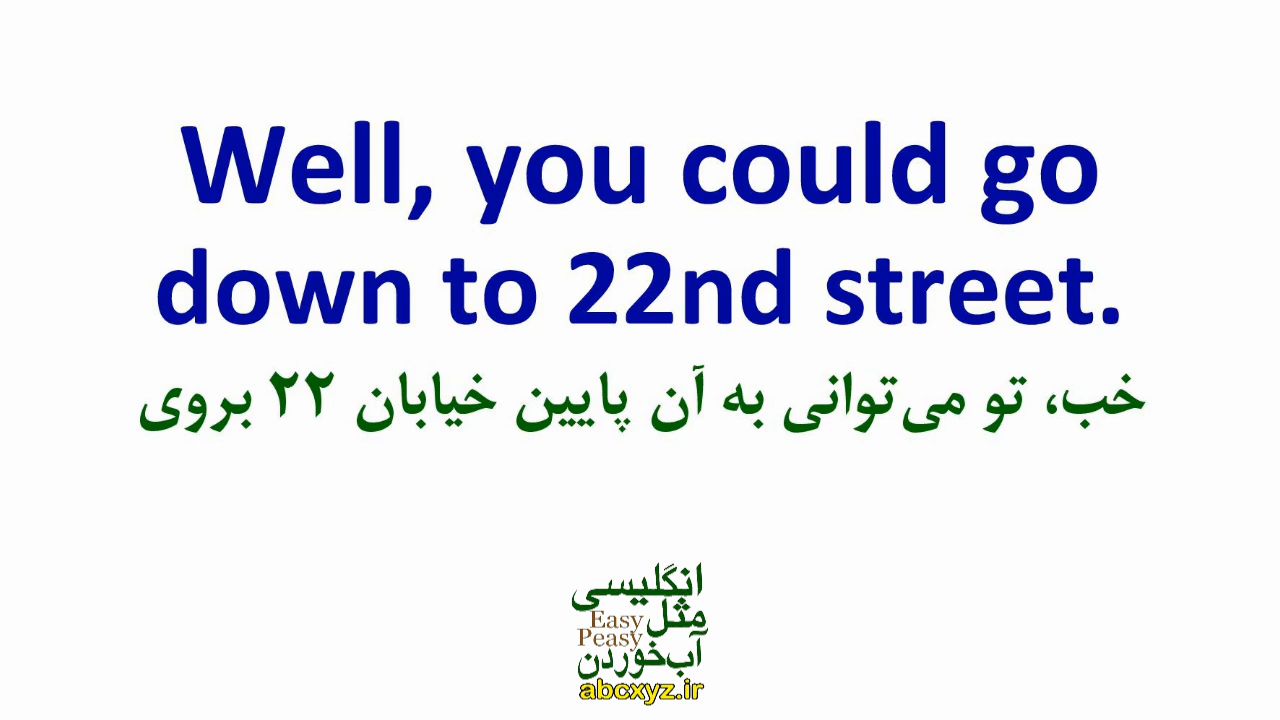 Well, you could go
down to 22nd street.
خب، تو می‌توانی به آن پایین خیابان ۲۲ بروی
انگلیسی
مثل
Easy
Peasy
آب‌خوردن
abcxyz.ir